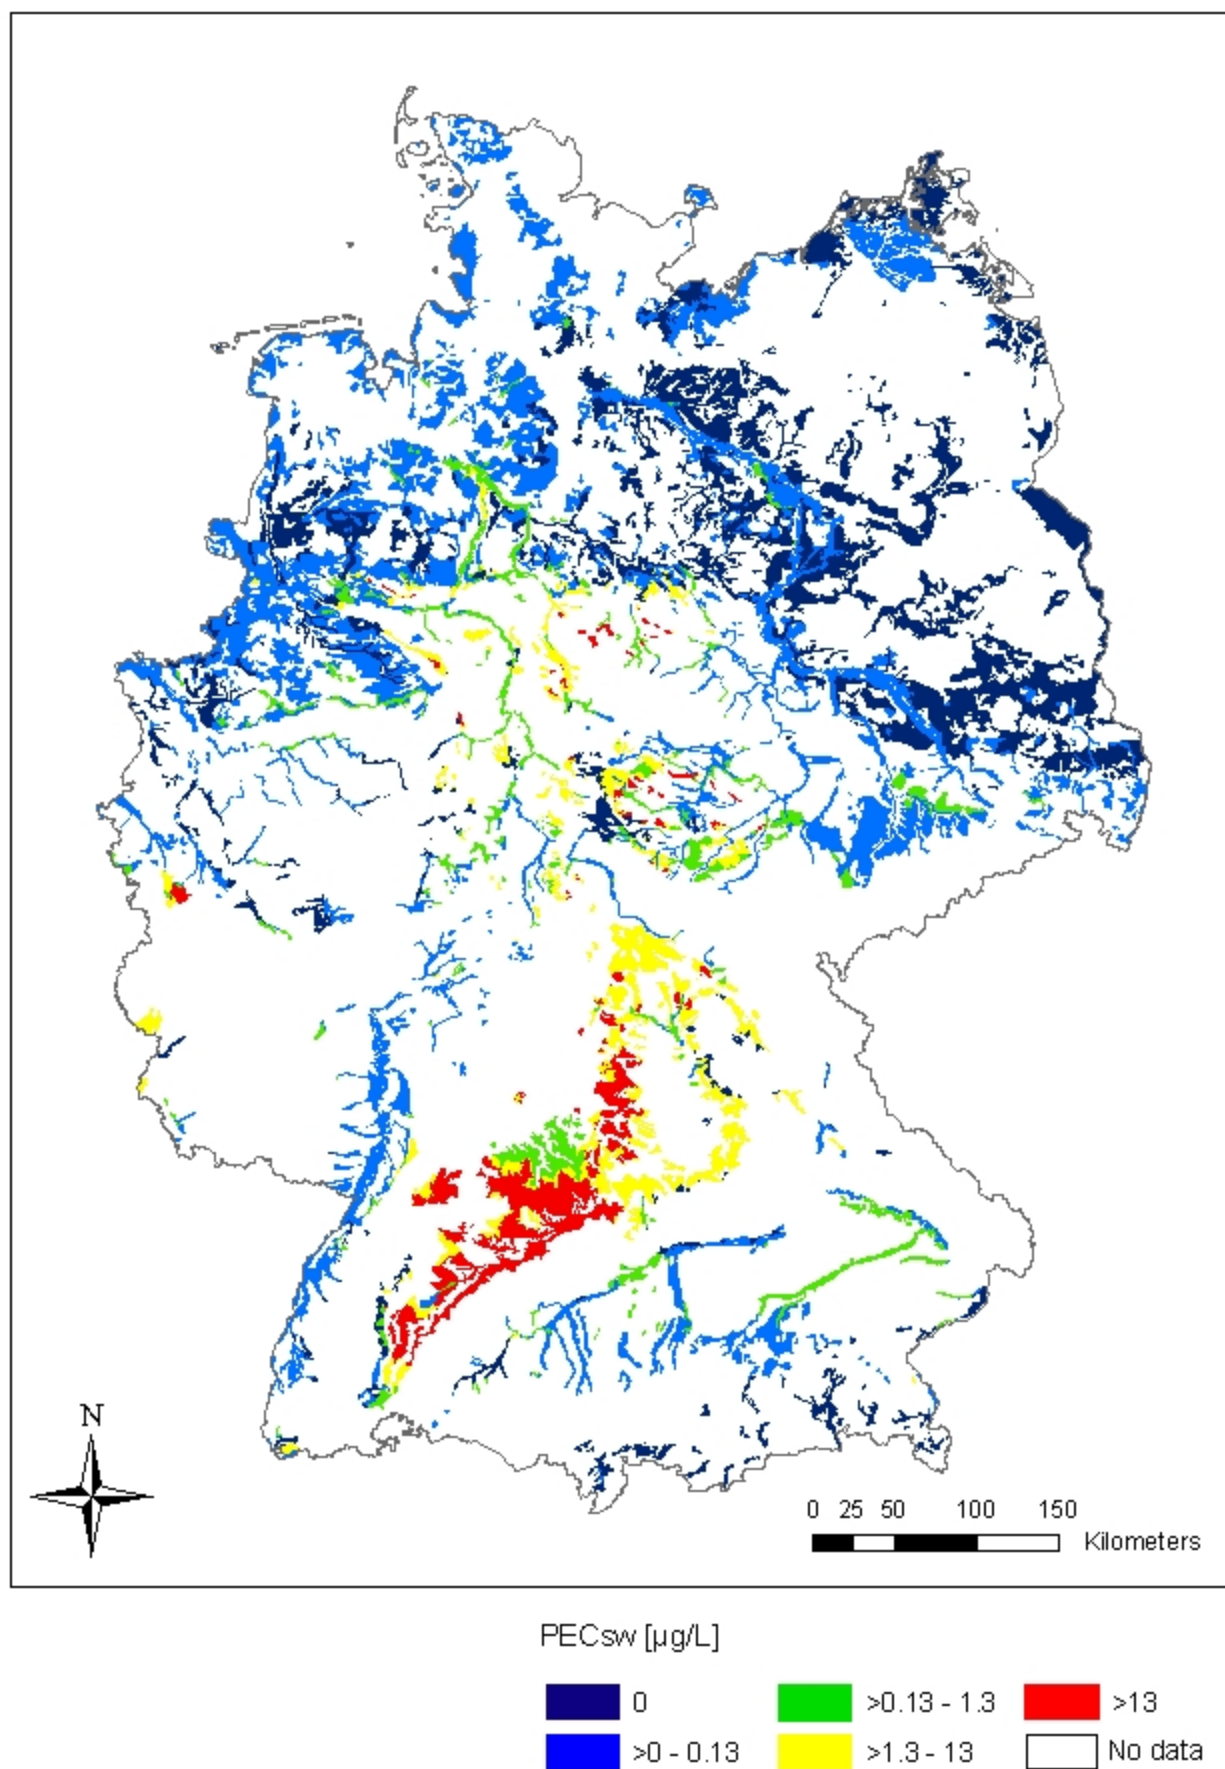 N
0 25 50 100 150
Kilometers
PECsw [µg/L]
0 >0.13 - 1.3 >13
>0 - 0.13 >1.3 - 13 No data